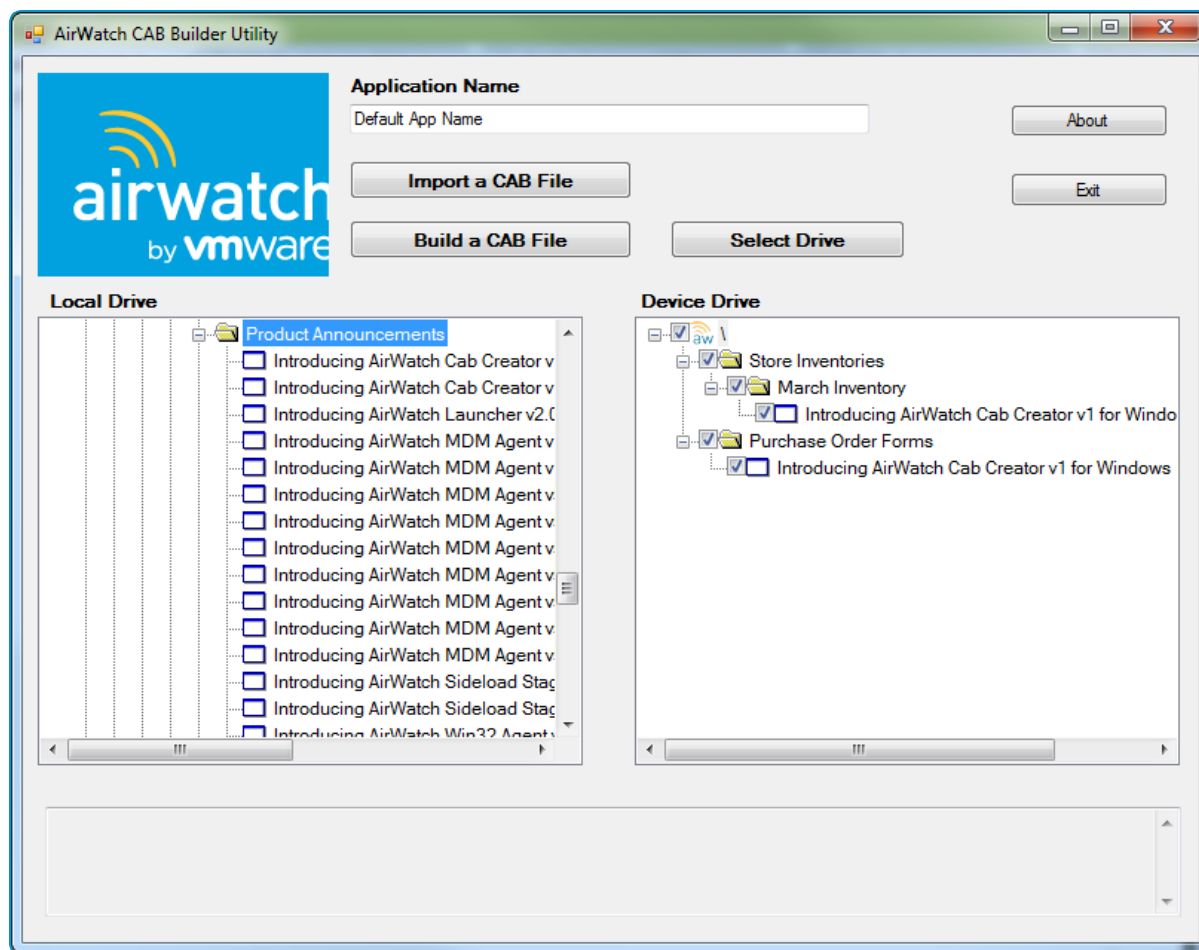 AirWatch CAB Builder Utility
Application Name
Default App Name
About
airwatch
by vmware
Import a CAB File
Exit
Build a CAB File
Select Drive
Local Drive
Product Announcements
Introducing AirWatch Cab Creator v
Introducing AirWatch Cab Creator v
Introducing AirWatch Launcher v2.0
Introducing AirWatch MDM Agent v
Introducing AirWatch MDM Agent v
Introducing AirWatch MDM Agent v
Introducing AirWatch MDM Agent v
Introducing AirWatch MDM Agent v
Introducing AirWatch MDM Agent v
Introducing AirWatch MDM Agent v
Introducing AirWatch MDM Agent v
Introducing AirWatch MDM Agent v
Introducing AirWatch Sideload Stag
Introducing AirWatch Sideload Stag
Introducing AirWatch Win32 Agent v
Device Drive
aw \
Store Inventories
March Inventory
Introducing AirWatch Cab Creator v1 for Windo
Purchase Order Forms
Introducing AirWatch Cab Creator v1 for Windows